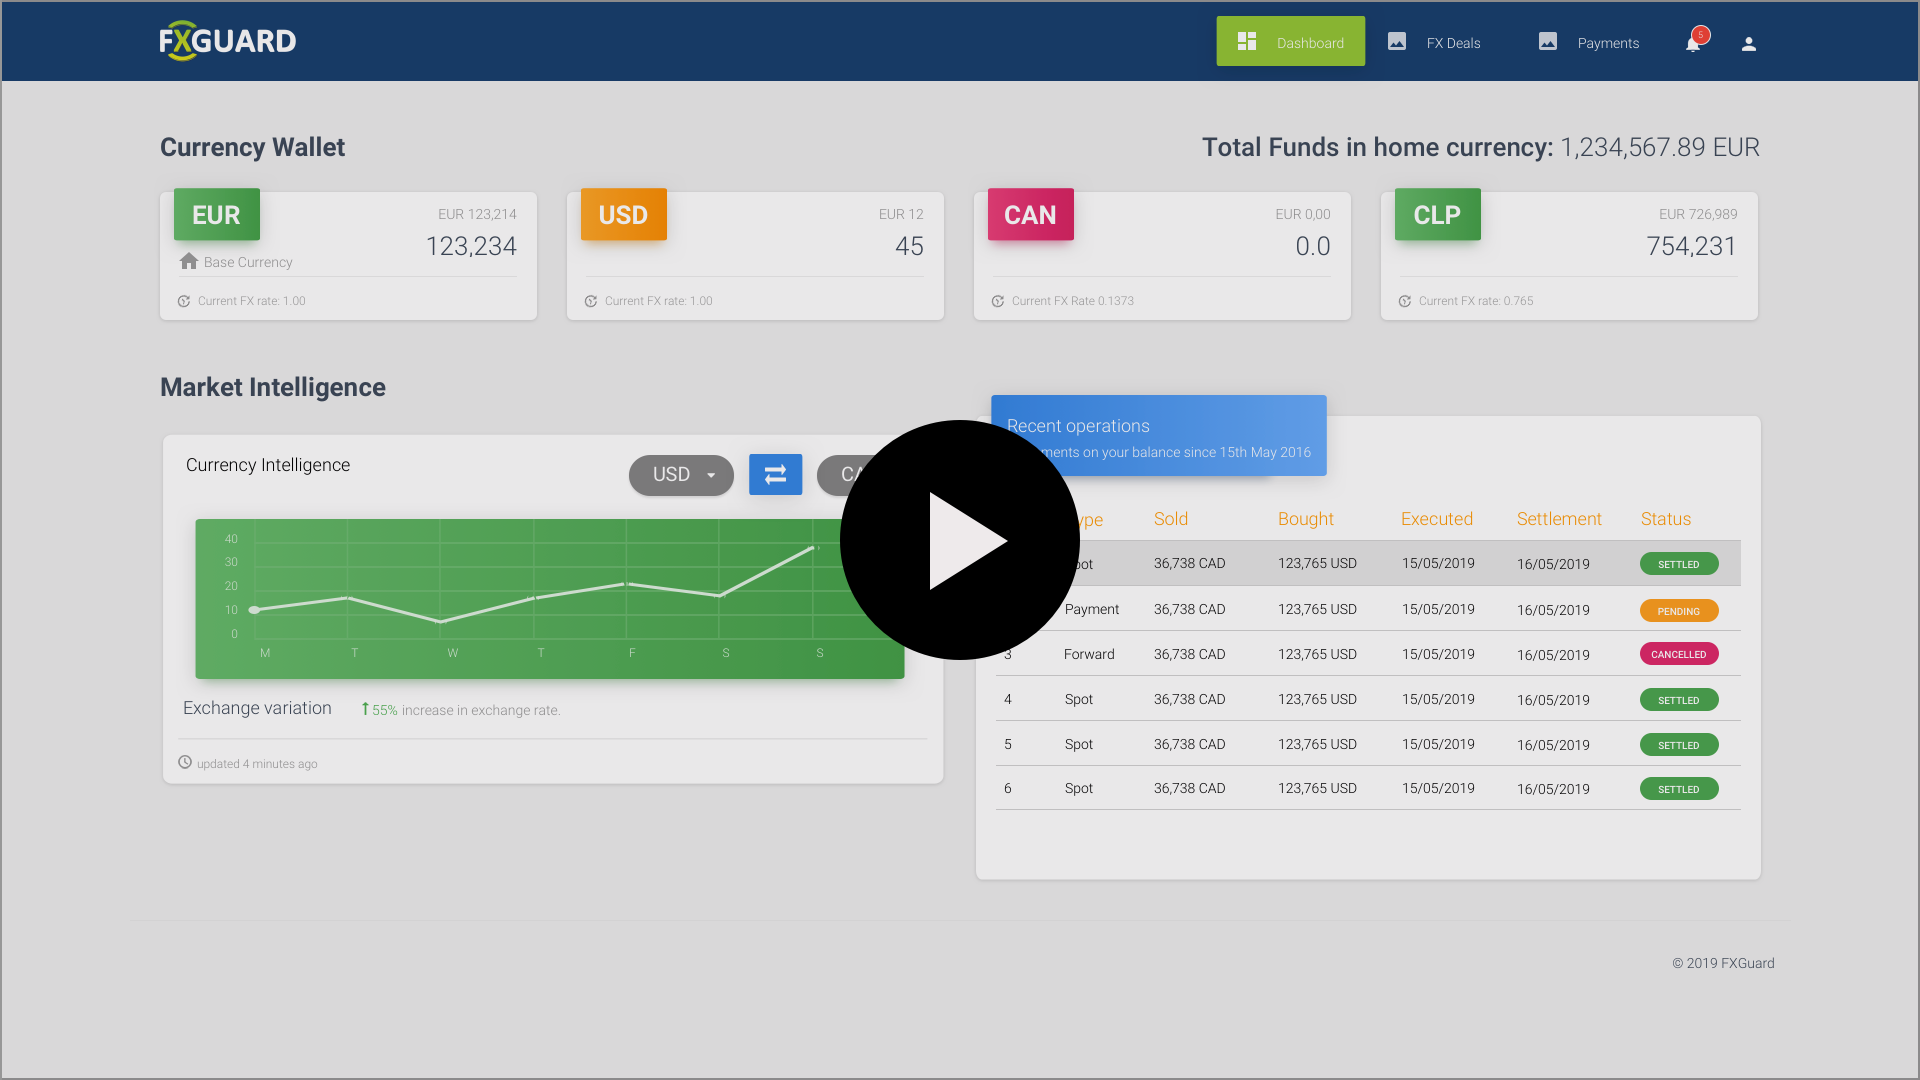 FXGUARD
Dashboard
FX Deals
Payments
5
Currency Wallet
Total Funds in home currency: 1,234,567.89 EUR
EUR
EUR 123,214
123,234
Base Currency
Current FX rate: 1.00
USD
EUR 12
45
Current FX rate: 1.00
CAN
EUR 0,00
0.0
Current FX Rate 0.1373
CLP
EUR 726,989
754,231
Current FX rate: 0.765
Market Intelligence
Currency Intelligence
USD
40
30
20
10
0
M T W T F S S
Exchange variation
55% increase in exchange rate.
updated 4 minutes ago
Recent operations
on your balance since 15th May 2016
Sold Bought Executed Settlement Status
36,738 CAD 123,765 USD 15/05/2019 16/05/2019 SETTLED
Payment 36,738 CAD 123,765 USD 15/05/2019 16/05/2019 PENDING
3 Forward 36,738 CAD 123,765 USD 15/05/2019 16/05/2019 CANCELLED
4 Spot 36,738 CAD 123,765 USD 15/05/2019 16/05/2019 SETTLED
5 Spot 36,738 CAD 123,765 USD 15/05/2019 16/05/2019 SETTLED
6 Spot 36,738 CAD 123,765 USD 15/05/2019 16/05/2019 SETTLED
© 2019 FXGuard